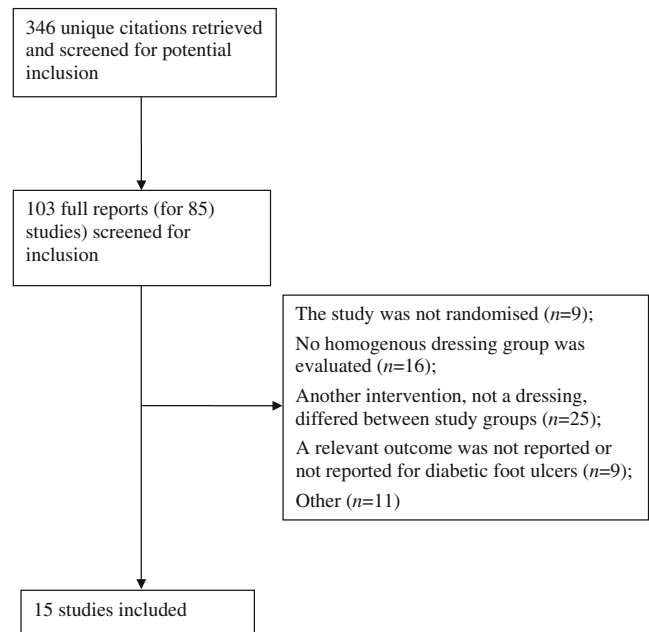 346 unique citations retrieved
and screened for potential
inclusion
103 full reports (for 85)
studies) screened for
inclusion
The study was not randomised (n=9);
No homogenous dressing group was
evaluated (n=16);
Another intervention, not a dressing,
differed between study groups (n=25);
A relevant outcome was not reported or
not reported for diabetic foot ulcers (n=9);
Other (n=11)
15 studies included